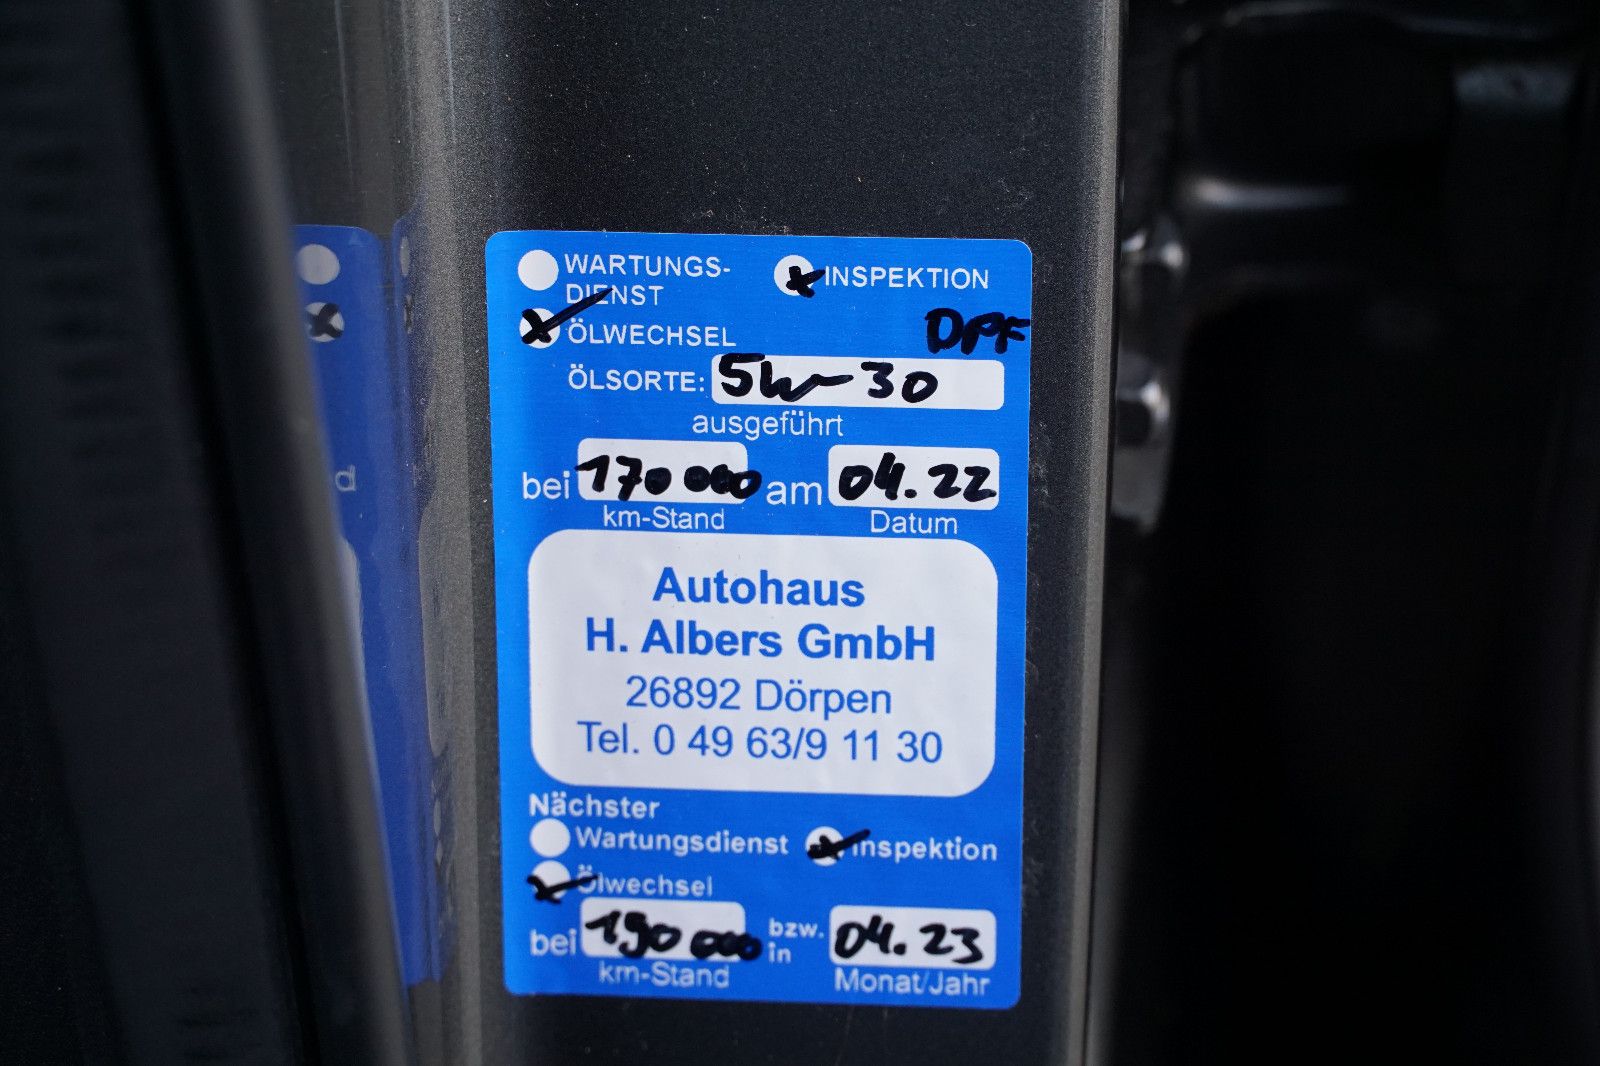 WARTUNGS-
DIENST
INSPEKTION
ÖLWECHSEL
DPF
ÖLSORTE: 5W-30
ausgeführt
bei 170 000 am 04.22
km-Stand Datum
Autohaus
H. Albers GmbH
26892 Dörpen
Tel. 0 49 63/9 11 30
Nächster
Wartungsdienst Inspektion
Ölwechsel
bei 190 000 bzw. in 04.23
km-Stand Monat/Jahr
d